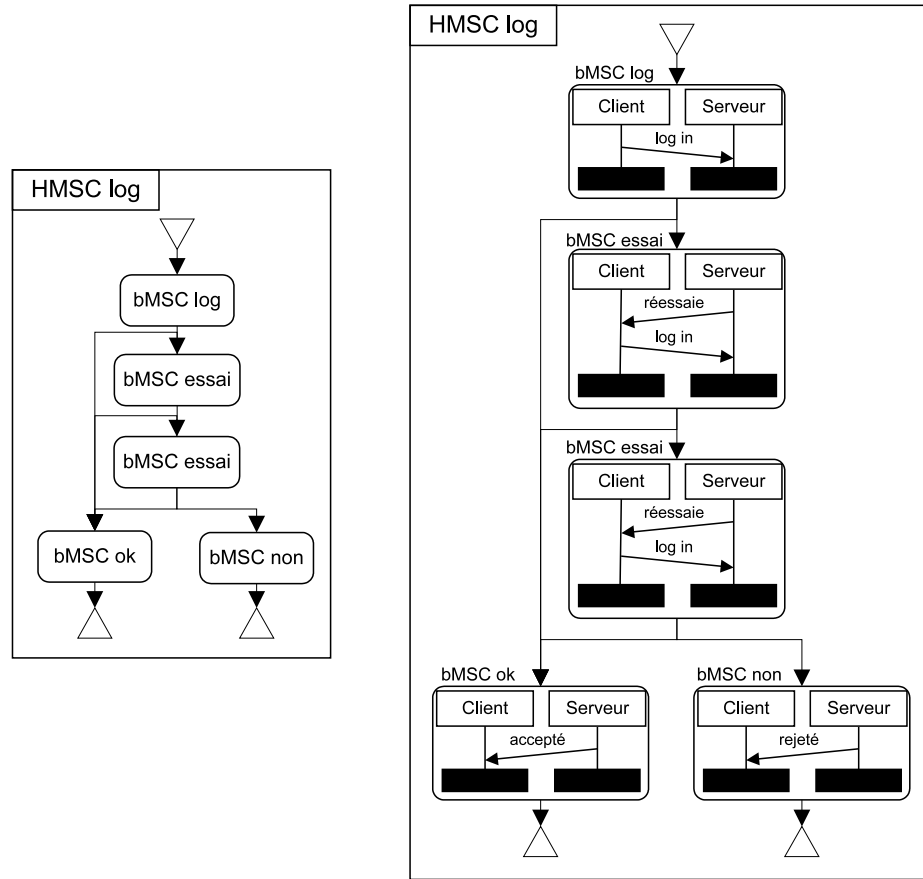 HMSC log
bMSC log
bMSC essai
bMSC essai
bMSC ok
bMSC non
HMSC log
bMSC log
Client Serveur
log in
bMSC essai
Client Serveur
réessaie
log in
bMSC essai
Client Serveur
réessaie
log in
bMSC ok bMSC non
Client Serveur Client Serveur
accepté rejeté